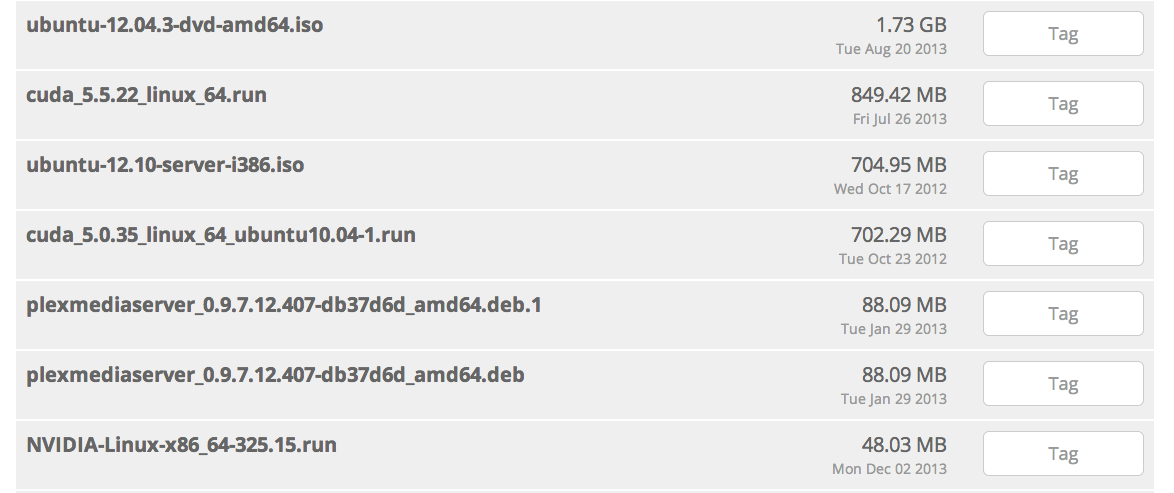 ubuntu-12.04.3-dvd-amd64.iso 1.73 GB
Tue Aug 20 2013
Tag
cuda_5.5.22_linux_64.run 849.42 MB
Fri Jul 26 2013
Tag
ubuntu-12.10-server-i386.iso 704.95 MB
Wed Oct 17 2012
Tag
cuda_5.0.35_linux_64_ubuntu10.04-1.run 702.29 MB
Tue Oct 23 2012
Tag
plexmediaserver_0.9.7.12.407-db37d6d_amd64.deb.1 88.09 MB
Tue Jan 29 2013
Tag
plexmediaserver_0.9.7.12.407-db37d6d_amd64.deb 88.09 MB
Tue Jan 29 2013
Tag
NVIDIA-Linux-x86_64-325.15.run 48.03 MB
Mon Dec 02 2013
Tag